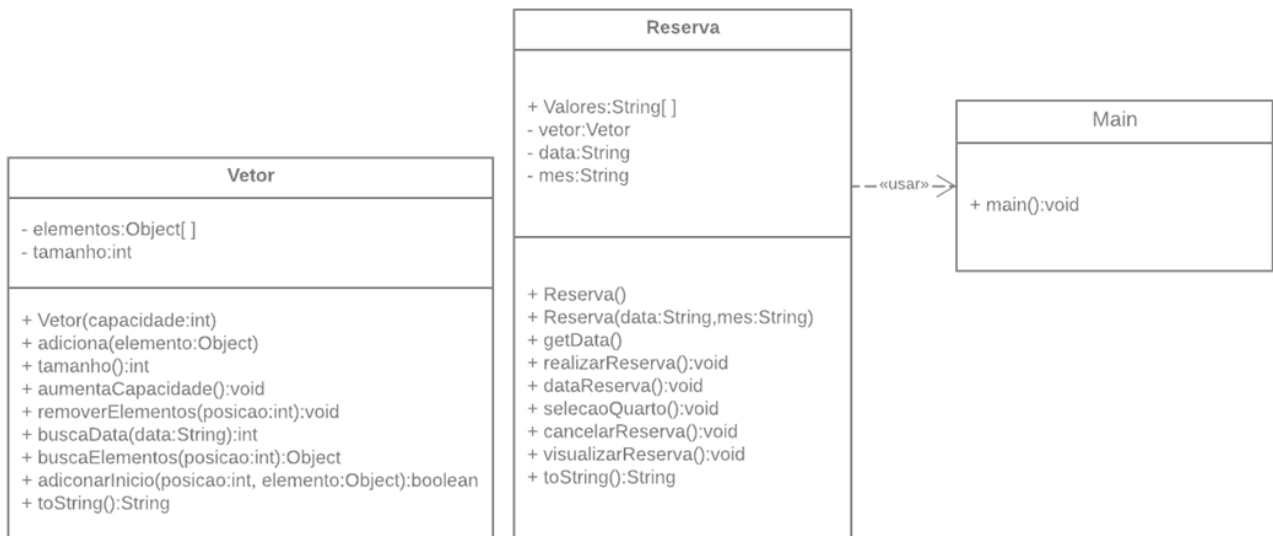 Vetor
- elementos:Object[ ]
- tamanho:int
+ Vetor(capacidade:int)
+ adiciona(elemento:Object)
+ tamanho():int
+ aumentaCapacidade():void
+ removerElementos(posicao:int):void
+ buscaData(data:String):int
+ buscaElementos(posicao:int):Object
+ adiconarInicio(posicao:int, elemento:Object):boolean
+ toString():String
Reserva
+ Valores:String[ ]
- vetor:Vetor
- data:String
- mes:String
+ Reserva()
+ Reserva(data:String,mes:String)
+ getData()
+ realizarReserva():void
+ dataReserva():void
+ selecaoQuarto():void
+ cancelarReserva():void
+ visualizarReserva():void
+ toString():String
«usar»
Main
+ main():void